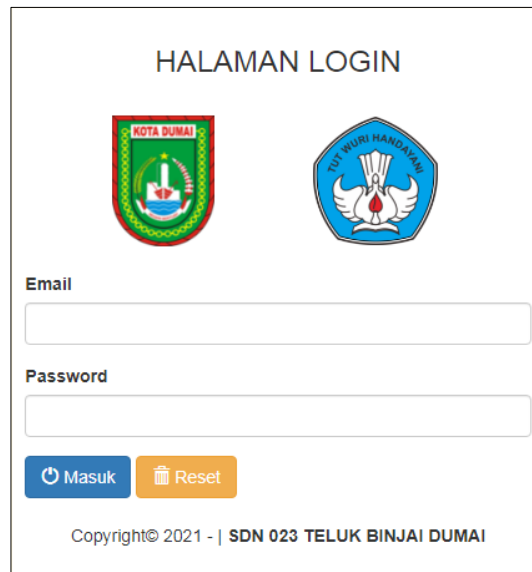 HALAMAN LOGIN
KOTA DUMAI
TUT WURI HANDAYANI
Email
Password
Masuk
Reset
Copyright© 2021 - | SDN 023 TELUK BINJAI DUMAI